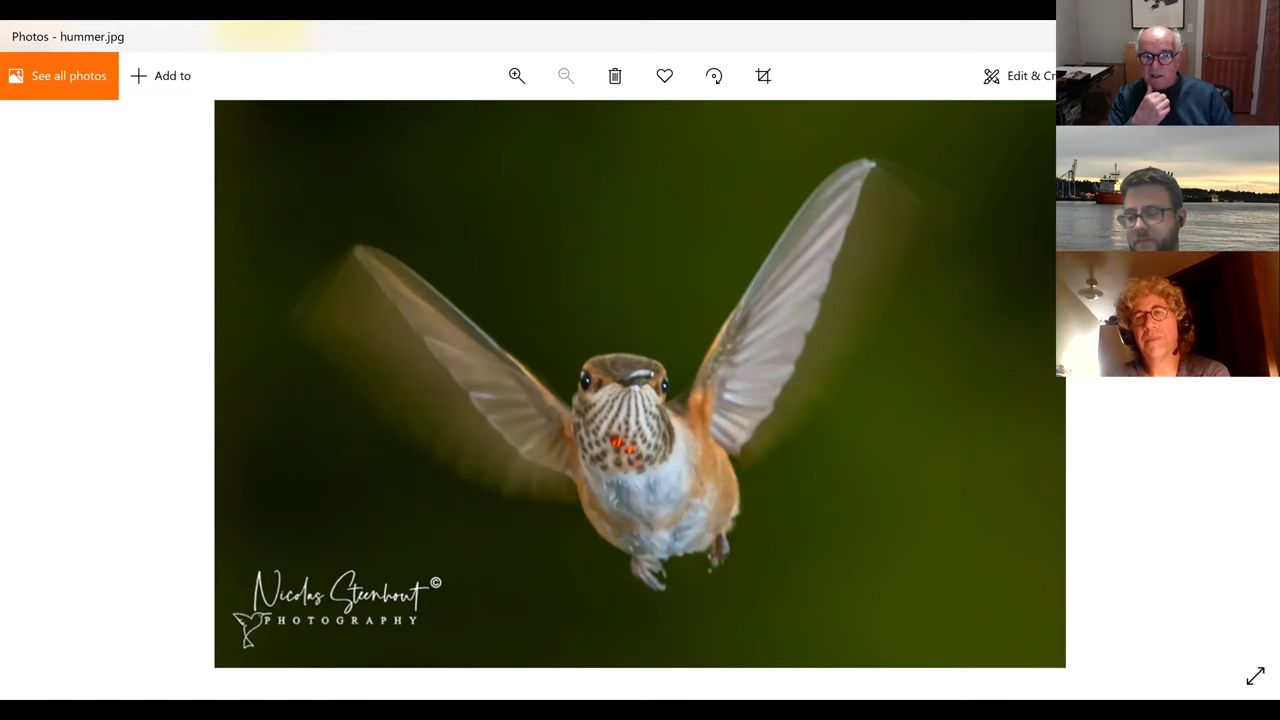 Photos - hummer.jpg
See all photos
Add to
Edit & Cr
Nicolas Steenhout ©
PHOTOGRAPHY